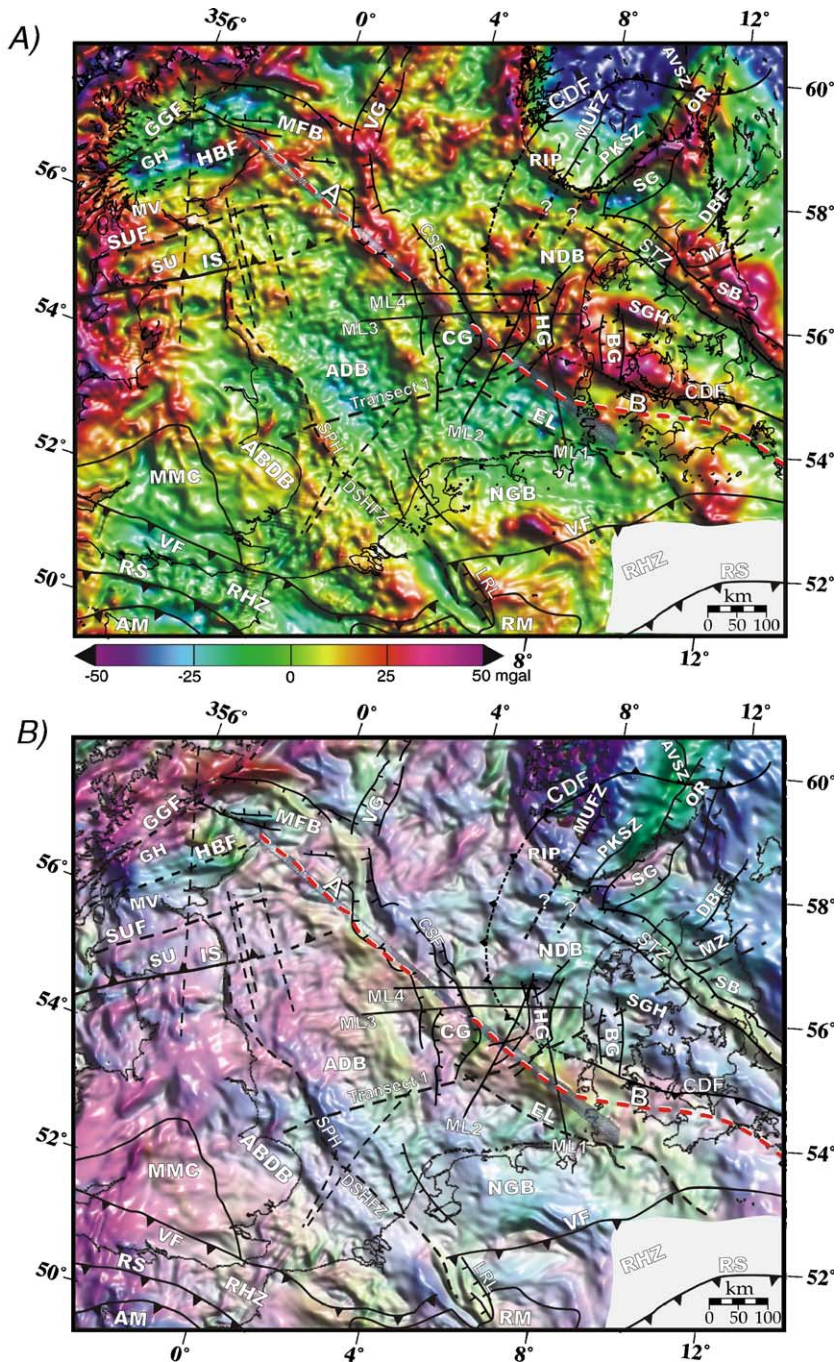 A)
356° 0° 4° 8° 12°
60°
CDF
AVSZ
OR
GGF
MFB
VG
MUFZ
PKSZ
56°
GH
HBF
RIP
SG
A
58°
MV
CSF
? ?
DBF
SUF
NDB
STZ
MZ
SU
IS
SB
54°
ML4
SGH
56°
ML3
CG
HG
BG
ADB
CDF
Transect 1
B
EL
52°
SPH
ML2
ML1
54°
ABDB
MMC
DSHFZ
NGB
VF
VF
RS
RHZ
RS
50°
RHZ
LRL
km
52°
AM
RM
0 50 100
-50 -25 0 25 50 mgal
8° 12°
B)
356° 0° 4° 8° 12°
60°
CDF
AVSZ
OR
GGF
MFB
VG
MUFZ
PKSZ
56°
GH
HBF
RIP
SG
A
58°
MV
CSF
? ?
DBF
SUF
NDB
STZ
MZ
SU
IS
SB
54°
ML4
SGH
56°
ML3
CG
HG
BG
ADB
CDF
Transect 1
B
EL
52°
SPH
ML2
ML1
54°
ABDB
MMC
DSHFZ
NGB
VF
VF
RS
RHZ
RS
50°
RHZ
LRL
km
52°
AM
RM
0 50 100
0° 4° 8° 12°